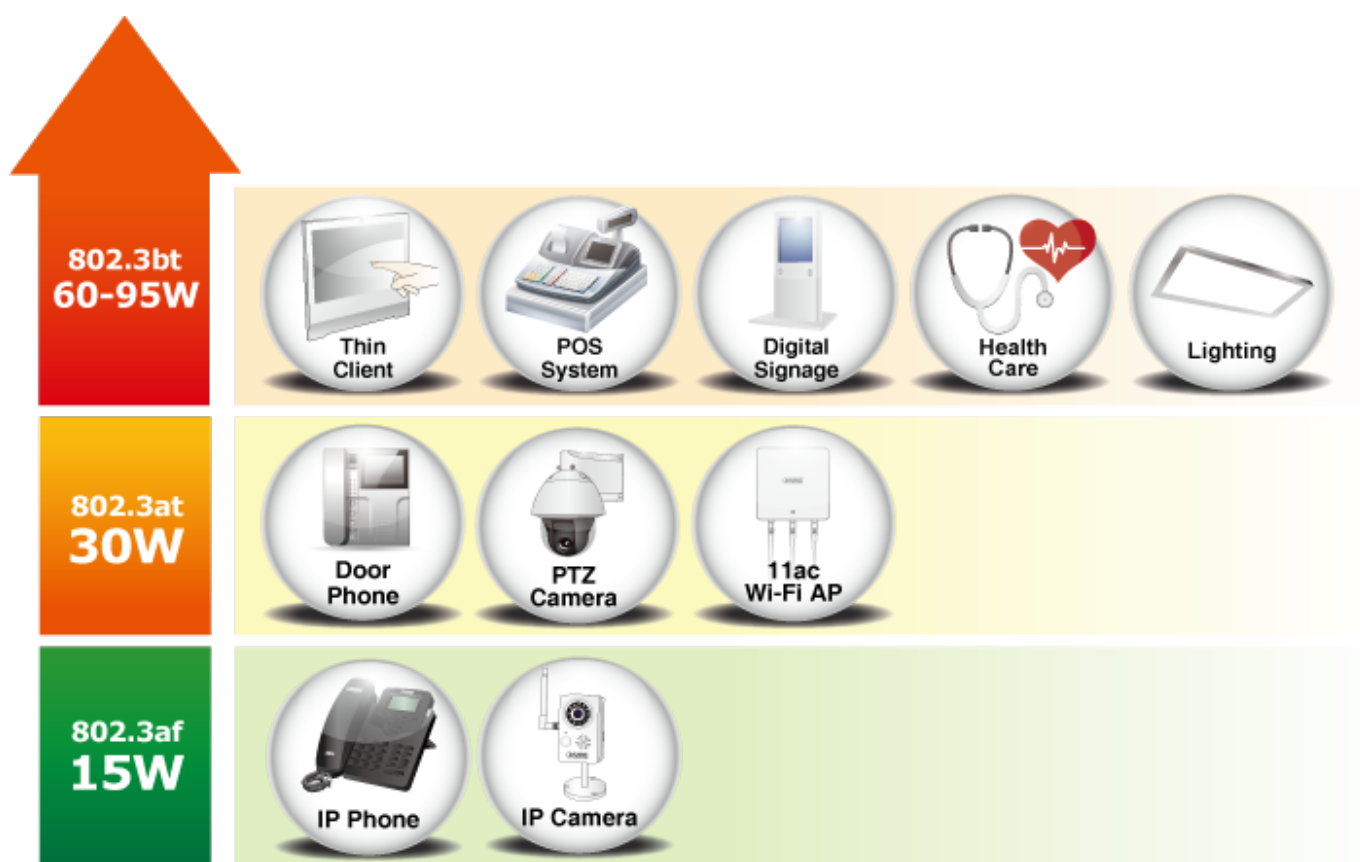 802.3bt
60-95W
Thin
Client
POS
System
Digital
Signage
Health
Care
Lighting
802.3at
30W
Door
Phone
PTZ
Camera
11ac
Wi-Fi AP
802.3af
15W
IP Phone
IP Camera